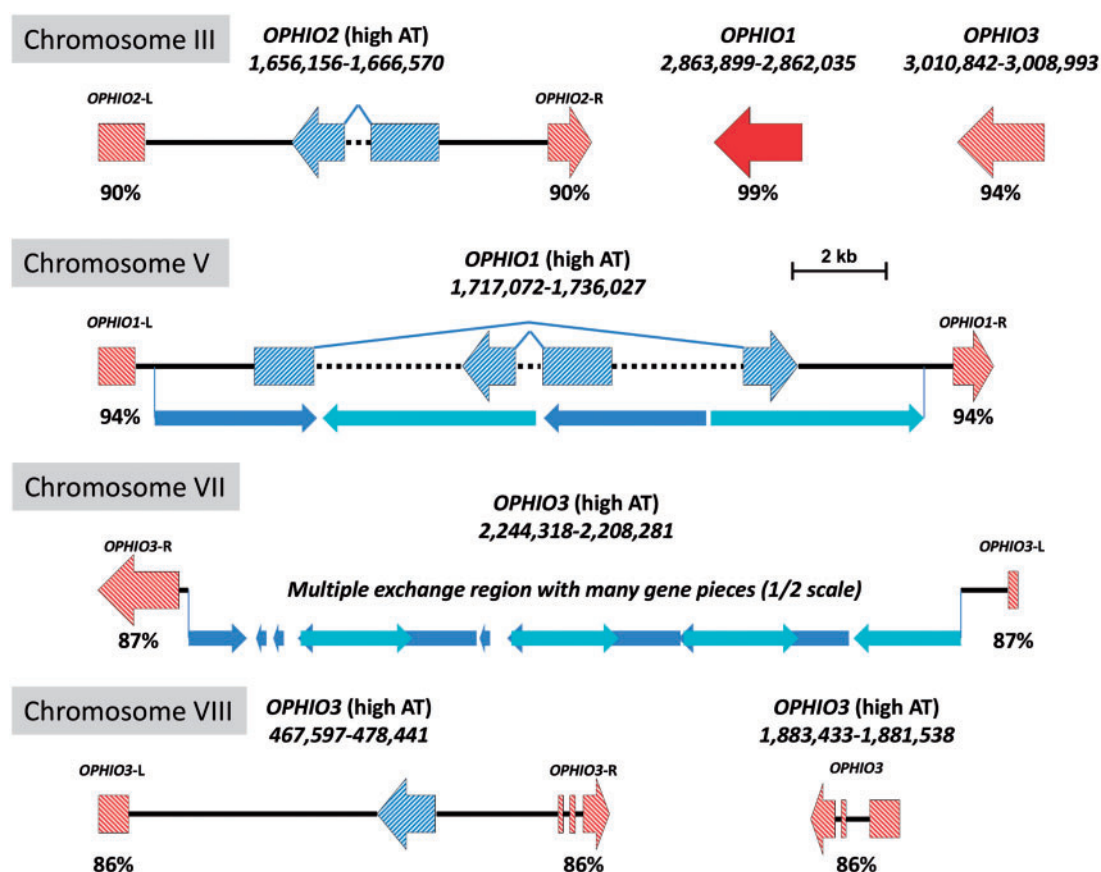 Chromosome III
OPHIO2 (high AT)
1,656,156-1,666,570
OPHIO1
2,863,899-2,862,035
OPHIO3
3,010,842-3,008,993
OPHIO2-L
OPHIO2-R
90%
90%
99%
94%
Chromosome V
OPHIO1 (high AT)
1,717,072-1,736,027
2 kb
OPHIO1-L
OPHIO1-R
94%
94%
Chromosome VII
OPHIO3 (high AT)
2,244,318-2,208,281
OPHIO3-R
OPHIO3-L
Multiple exchange region with many gene pieces (1/2 scale)
87%
87%
Chromosome VIII
OPHIO3 (high AT)
467,597-478,441
OPHIO3 (high AT)
1,883,433-1,881,538
OPHIO3-L
OPHIO3-R
OPHIO3
86%
86%
86%